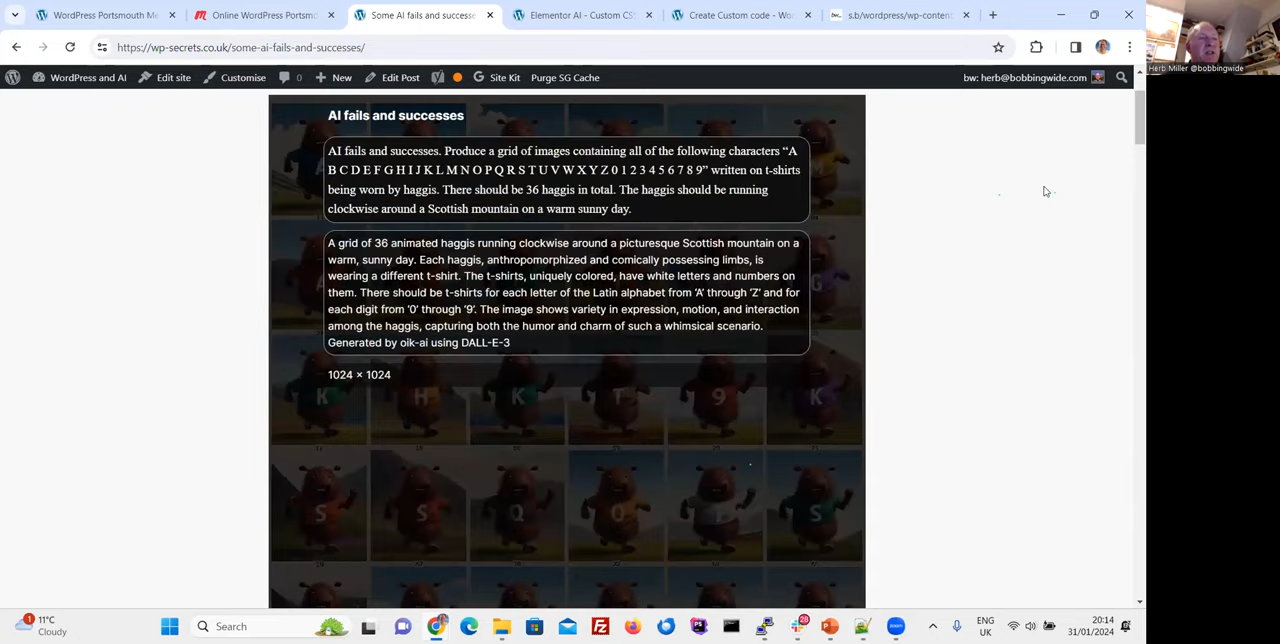 WordPress Portsmouth Me
Online WordPress Portsmo
Some AI fails and successe
Elementor AI - Custom CS
Create Custom code - Wor
s.b/wordpress/wp-content
https://wp-secrets.co.uk/some-ai-fails-and-successes/
WordPress and AI
Edit site
Customise
0
New
Edit Post
Site Kit
Purge SG Cache
bw: herb@bobbingwide.com
Herb Miller @bobbingwide
AI fails and successes
AI fails and successes. Produce a grid of images containing all of the following characters “A
B C D E F G H I J K L M N O P Q R S T U V W X Y Z 0 1 2 3 4 5 6 7 8 9” written on t-shirts
being worn by haggis. There should be 36 haggis in total. The haggis should be running
clockwise around a Scottish mountain on a warm sunny day.
A grid of 36 animated haggis running clockwise around a picturesque Scottish mountain on a
warm, sunny day. Each haggis, anthropomorphized and comically possessing limbs, is
wearing a different t-shirt. The t-shirts, uniquely colored, have white letters and numbers on
them. There should be t-shirts for each letter of the Latin alphabet from ‘A’ through ‘Z’ and for
each digit from ‘0’ through ‘9’. The image shows variety in expression, motion, and interaction
among the haggis, capturing both the humor and charm of such a whimsical scenario.
Generated by oik-ai using DALL-E-3
1024 × 1024
K H K T 9 K
S S Q O S
1
11°C
Cloudy
Search
28
ENG
UK
20:14
31/01/2024